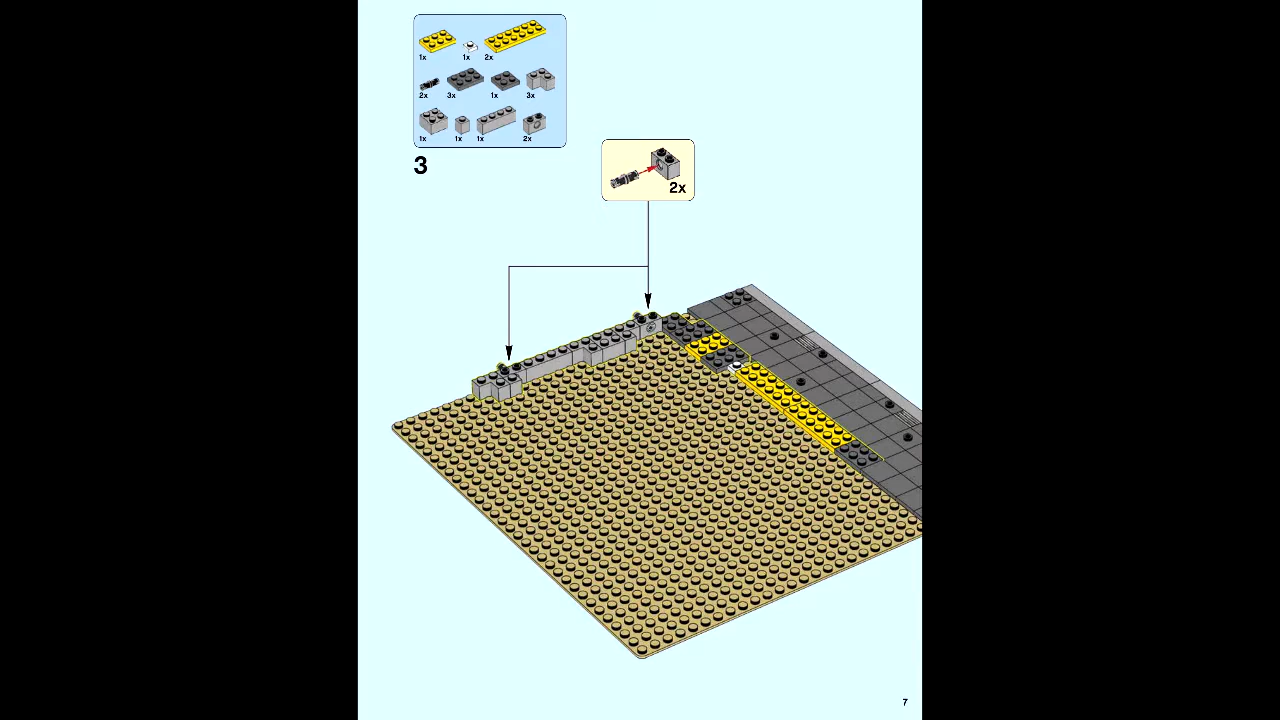 1x 1x 2x
2x 3x 1x 3x
1x 1x 1x 2x
3
2x
7